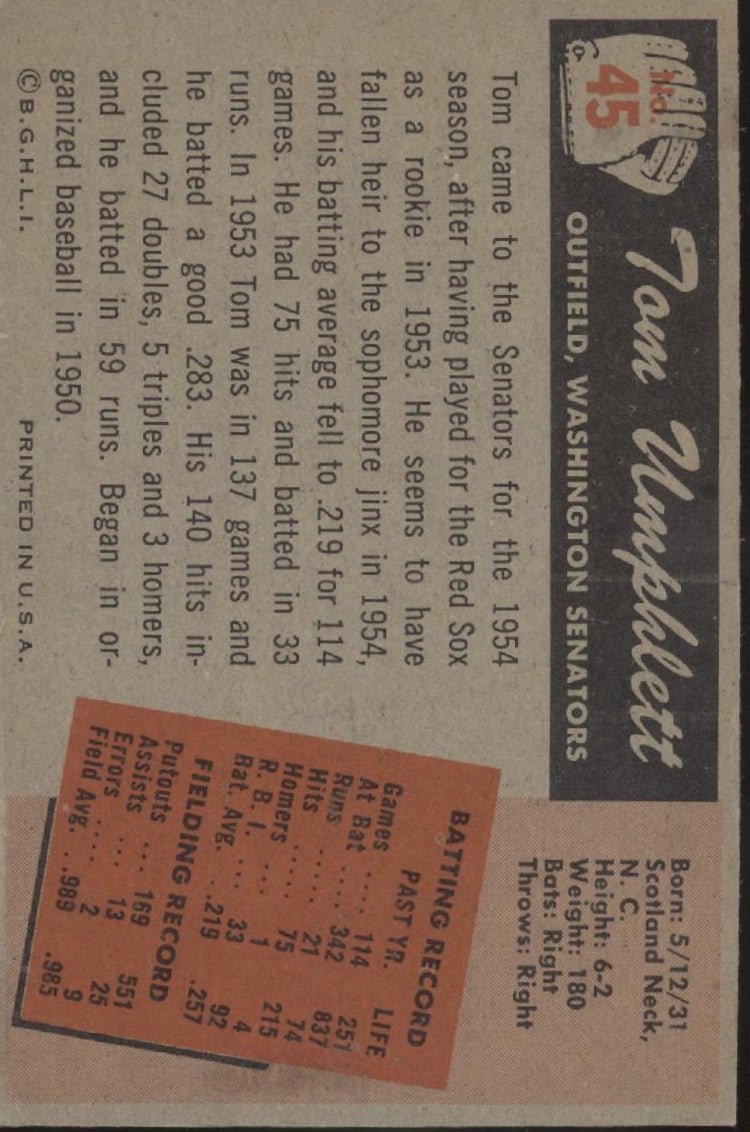 No.
45
Tom Umphlett
OUTFIELD, WASHINGTON SENATORS
Born: 5/12/31
Scotland Neck,
N. C.
Height: 6-2
Weight: 180
Bats: Right
Throws: Right
Tom came to the Senators for the 1954
season, after having played for the Red Sox
as a rookie in 1953. He seems to have
fallen heir to the sophomore jinx in 1954,
and his batting average fell to .219 for 114
games. He had 75 hits and batted in 33
runs. In 1953 Tom was in 137 games and
he batted a good .283. His 140 hits in-
cluded 27 doubles, 5 triples and 3 homers,
and he batted in 59 runs. Began in or-
ganized baseball in 1950.
© B.G.H.L.I. PRINTED IN U.S.A.
BATTING RECORD
PAST YR. LIFE
Games .... 114 251
At Bat .... 342 837
Runs ..... 21 74
Hits ..... 75 215
Homers ... 1 4
R. B. I. ... 33 92
Bat. Avg. .. .219 .257
FIELDING RECORD
Putouts ... 169 551
Assists ... 13 25
Errors .... 2 9
Field Avg. . .989 .985